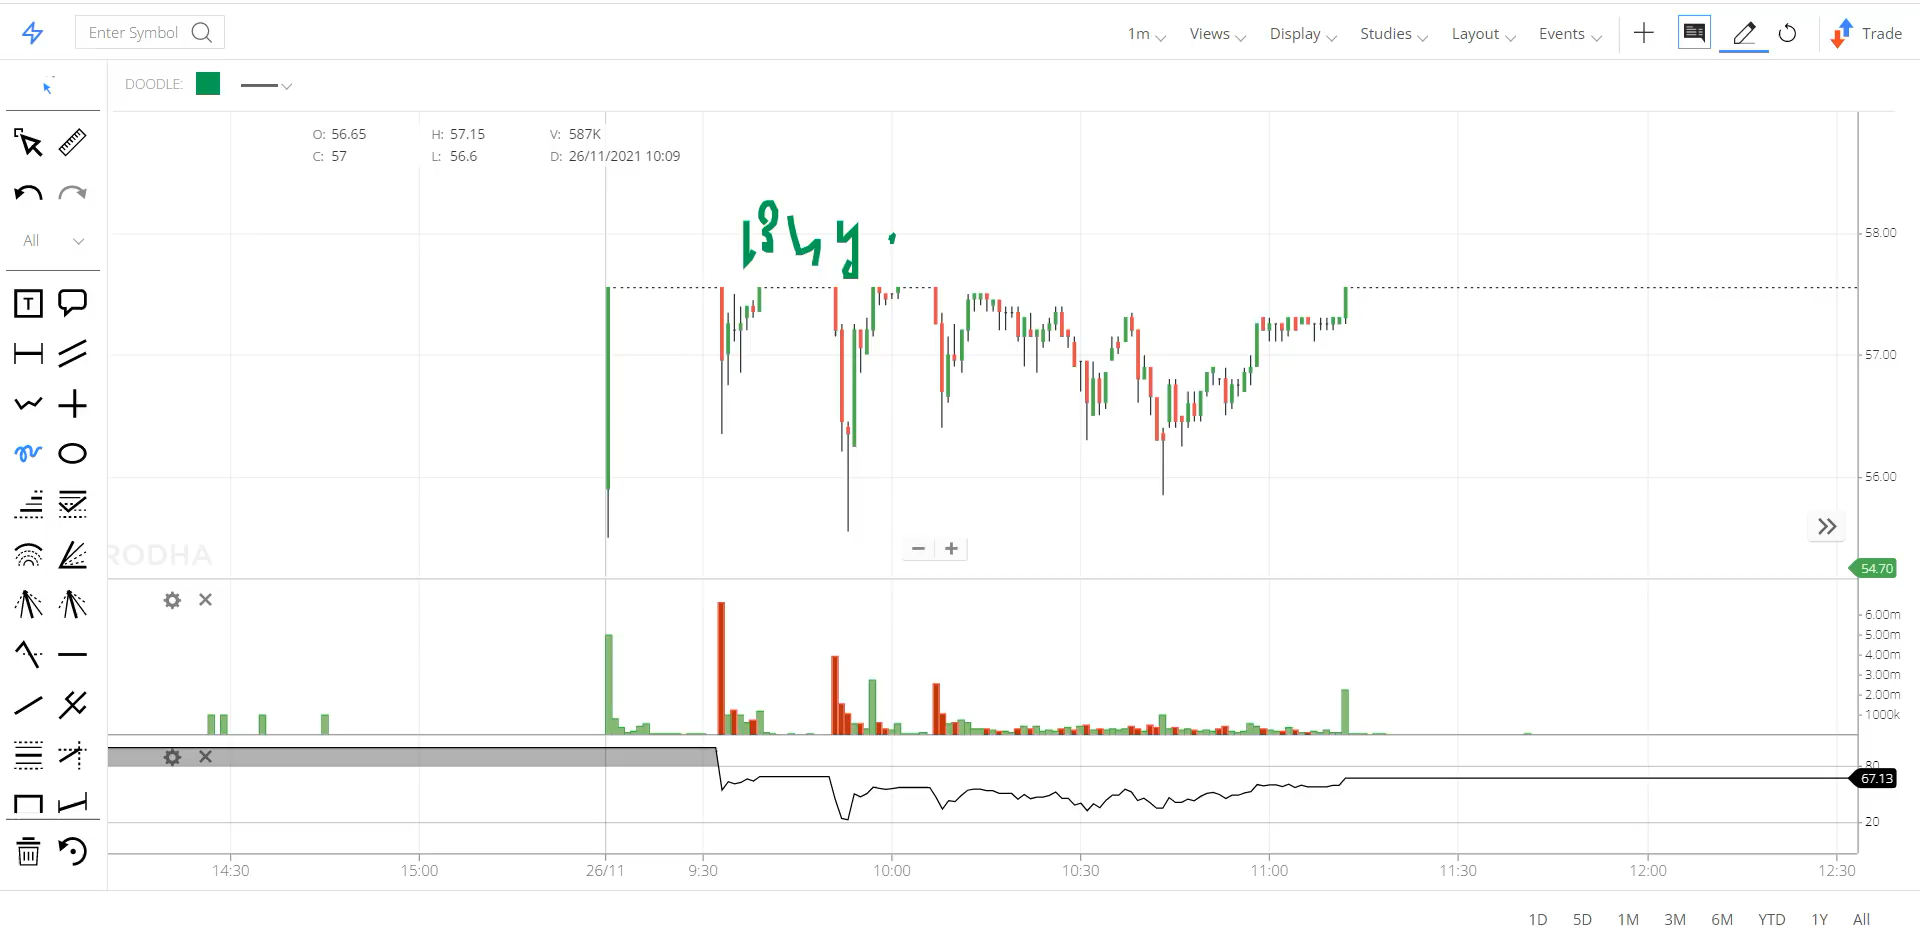 Enter Symbol
1m Views Display Studies Layout Events Trade
DOODLE:
O: 56.65 H: 57.15 V: 587K
C: 57 L: 56.6 D: 26/11/2021 10:09
All
T
58.00
57.00
56.00
RODHA
54.70
6.00m
5.00m
4.00m
3.00m
2.00m
1000k
80
67.13
20
14:30 15:00 26/11 9:30 10:00 10:30 11:00 11:30 12:00 12:30
1D 5D 1M 3M 6M YTD 1Y All